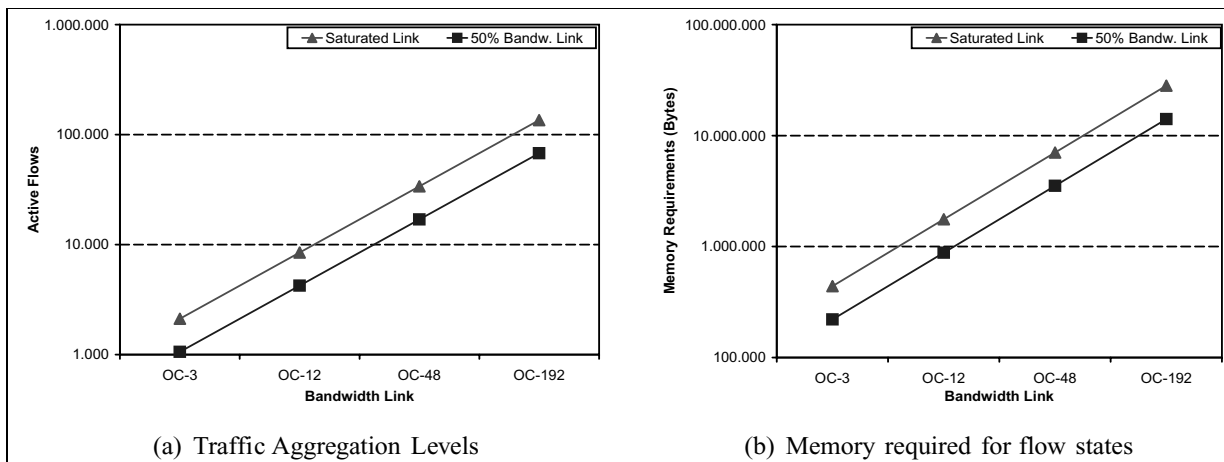 1.000.000
Saturated Link
50% Bandw. Link
100.000
Active Flows
10.000
1.000
OC-3
OC-12
OC-48
OC-192
Bandwidth Link
(a) Traffic Aggregation Levels
100.000.000
Saturated Link
50% Bandw. Link
10.000.000
Memory Requirements (Bytes)
1.000.000
100.000
OC-3
OC-12
OC-48
OC-192
Bandwidth Link
(b) Memory required for flow states